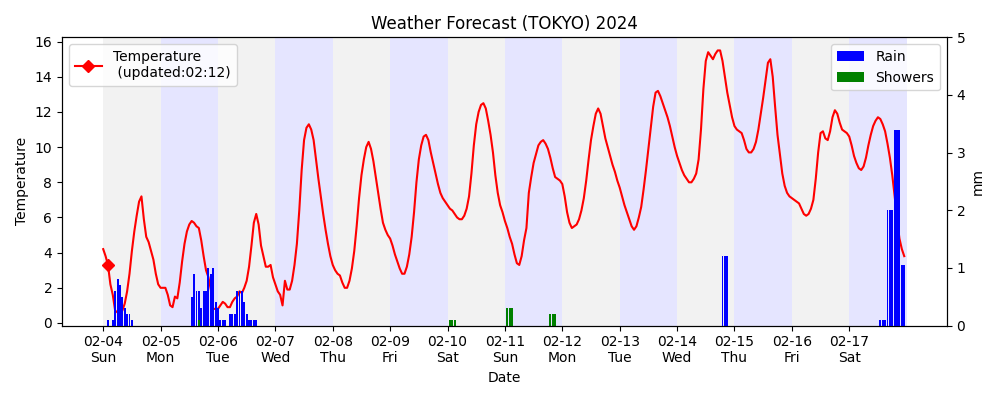 Weather Forecast (TOKYO) 2024
Temperature
(updated:02:12)
Rain
Showers
Temperature
16
14
12
10
8
6
4
2
0
5
4
3
2
1
0
mm
02-04 02-05 02-06 02-07 02-08 02-09 02-10 02-11 02-12 02-13 02-14 02-15 02-16 02-17
Sun Mon Tue Wed Thu Fri Sat Sun Mon Tue Wed Thu Fri Sat
Date